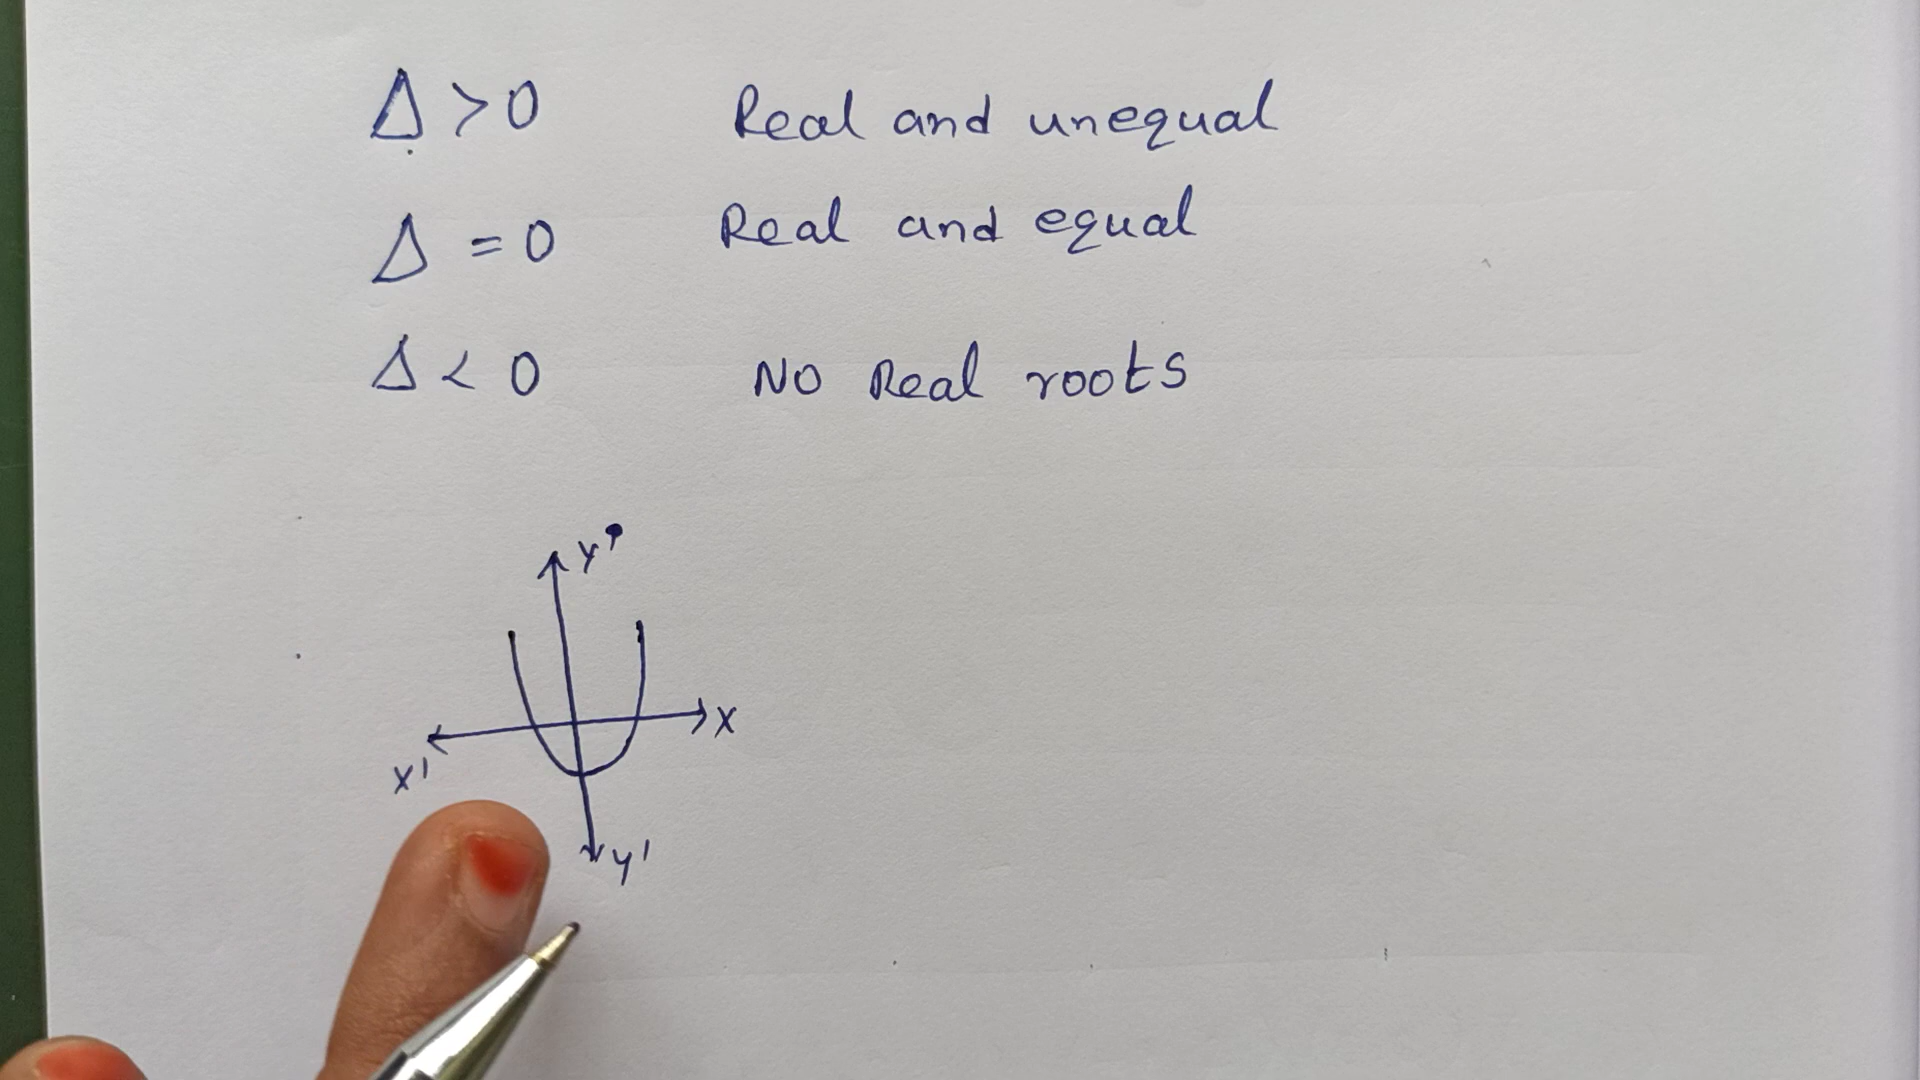 Δ > 0 Real and unequal
Δ = 0 Real and equal
Δ < 0 No Real roots
Y
X
X'
Y'